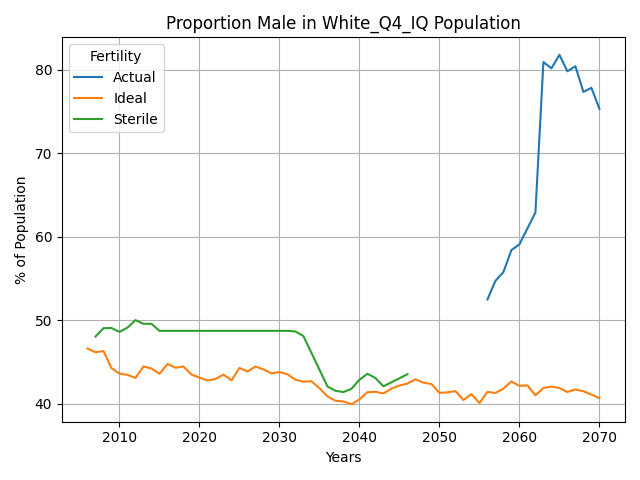 Proportion Male in White_Q4_IQ Population
Fertility
Actual
Ideal
Sterile
% of Population
80
70
60
50
40
2010 2020 2030 2040 2050 2060 2070
Years